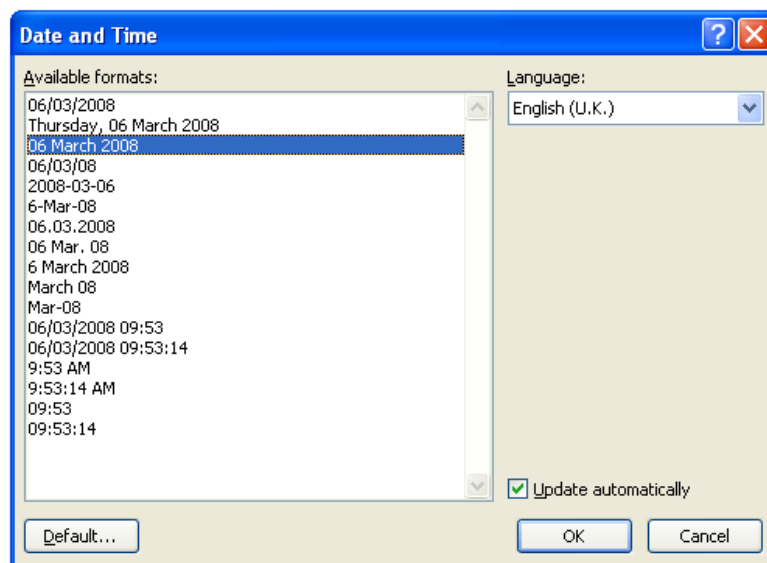 Date and Time
Available formats:
06/03/2008
Thursday, 06 March 2008
06 March 2008
06/03/08
2008-03-06
6-Mar-08
06.03.2008
06 Mar. 08
6 March 2008
March 08
Mar-08
06/03/2008 09:53
06/03/2008 09:53:14
9:53 AM
9:53:14 AM
09:53
09:53:14
Language:
English (U.K.)
Update automatically
Default...
OK
Cancel